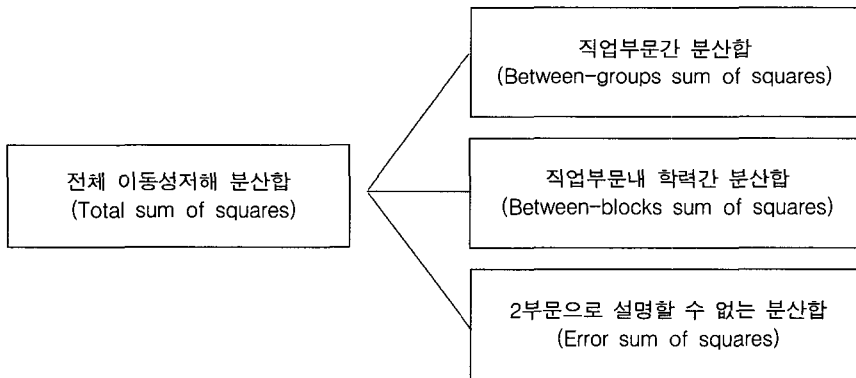 직업부문간 분산합
(Between-groups sum of squares)
전체 이동성저해 분산합
(Total sum of squares)
직업부문내 학력간 분산합
(Between-blocks sum of squares)
2부문으로 설명할 수 없는 분산합
(Error sum of squares)